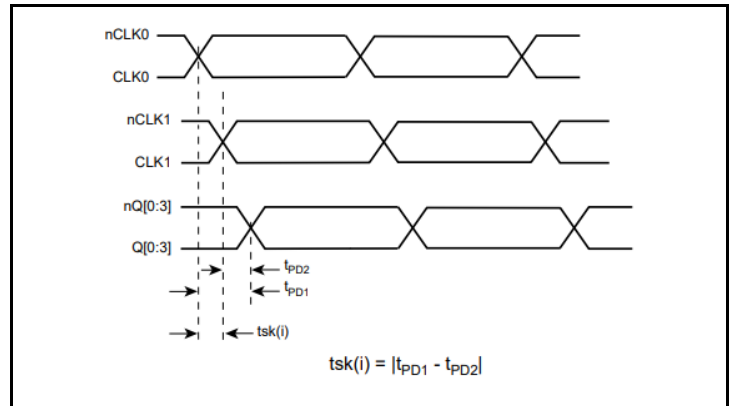 nCLK0
CLK0
nCLK1
CLK1
nQ[0:3]
Q[0:3]
tPD2
tPD1
tsk(i)
tsk(i) = |tPD1 - tPD2|